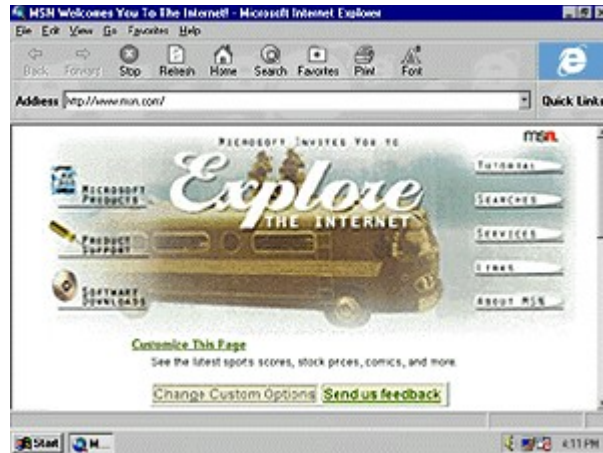 MSN Welcomes You To The Internet! - Microsoft Internet Explorer
File Edit View Go Favorites Help
Back Forward Stop Refresh Home Search Favorites Print Font
Address http://www.msn.com/ Quick Links
MICROSOFT INVITES YOU TO
msn
Explore
THE INTERNET
MICROSOFT
PRODUCTS
PRODUCT
SUPPORT
SOFTWARE
DOWNLOADS
TUTORIAL
SEARCHES
SERVICES
LINKS
ABOUT MSN
Customize This Page
See the latest sports scores, stock prices, comics, and more.
Change Custom Options Send us feedback
Start M... 4:11 PM